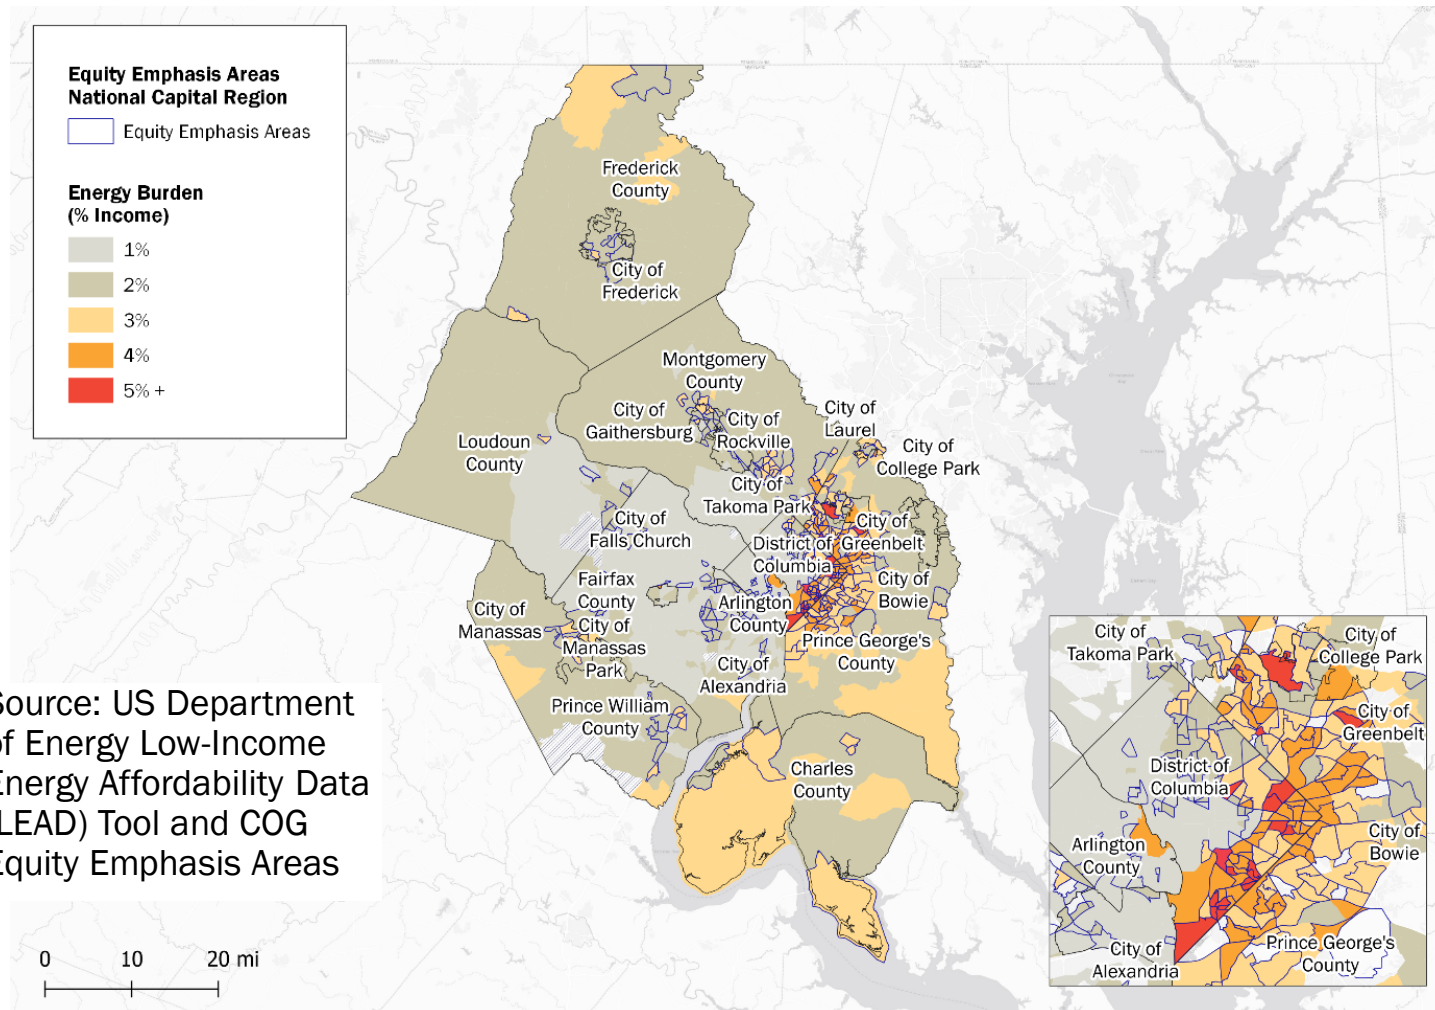 Equity Emphasis Areas
National Capital Region
Equity Emphasis Areas
Energy Burden
(% Income)
1%
2%
3%
4%
5% +
Frederick
County
City of
Frederick
Montgomery
County
City of
Gaithersburg
City of
Rockville
City of
Laurel
City of
College Park
Loudoun
County
City of
Takoma Park
City of
Falls Church
City of
Greenbelt
District of
Columbia
Fairfax
County
City of
Bowie
City of
Manassas
Arlington
County
City of
Manassas
Park
Prince George's
County
City of
Alexandria
Prince William
County
Charles
County
Source: US Department
of Energy Low-Income
Energy Affordability Data
(LEAD) Tool and COG
Equity Emphasis Areas
0 10 20 mi
City of
Takoma Park
City of
College Park
City of
Greenbelt
District of
Columbia
Arlington
County
City of
Bowie
City of
Alexandria
Prince George's
County